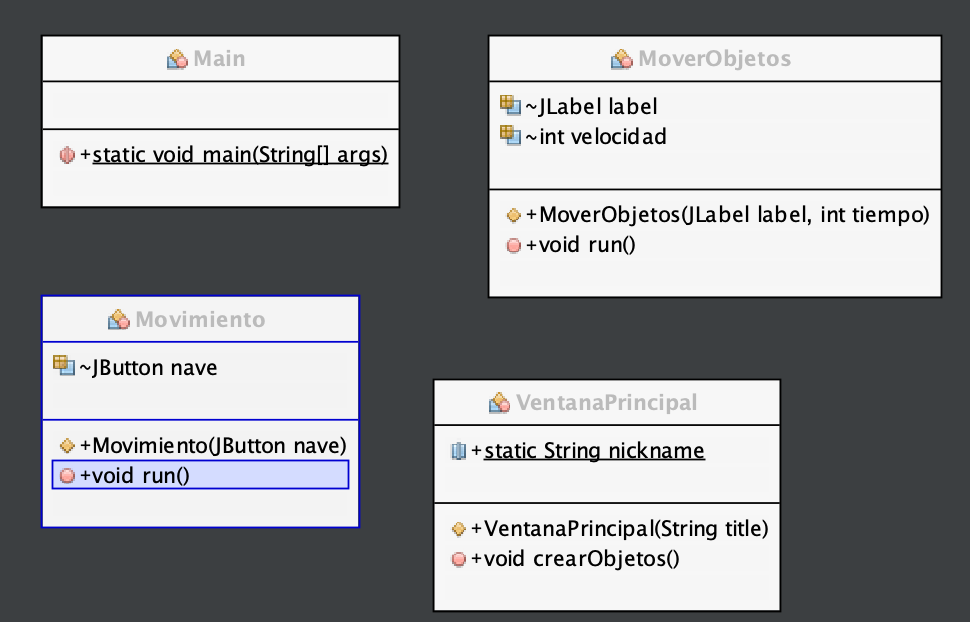 Main
+static void main(String[] args)
MoverObjetos
~JLabel label
~int velocidad
+MoverObjetos(JLabel label, int tiempo)
+void run()
Movimiento
~JButton nave
+Movimiento(JButton nave)
+void run()
VentanaPrincipal
+static String nickname
+VentanaPrincipal(String title)
+void crearObjetos()